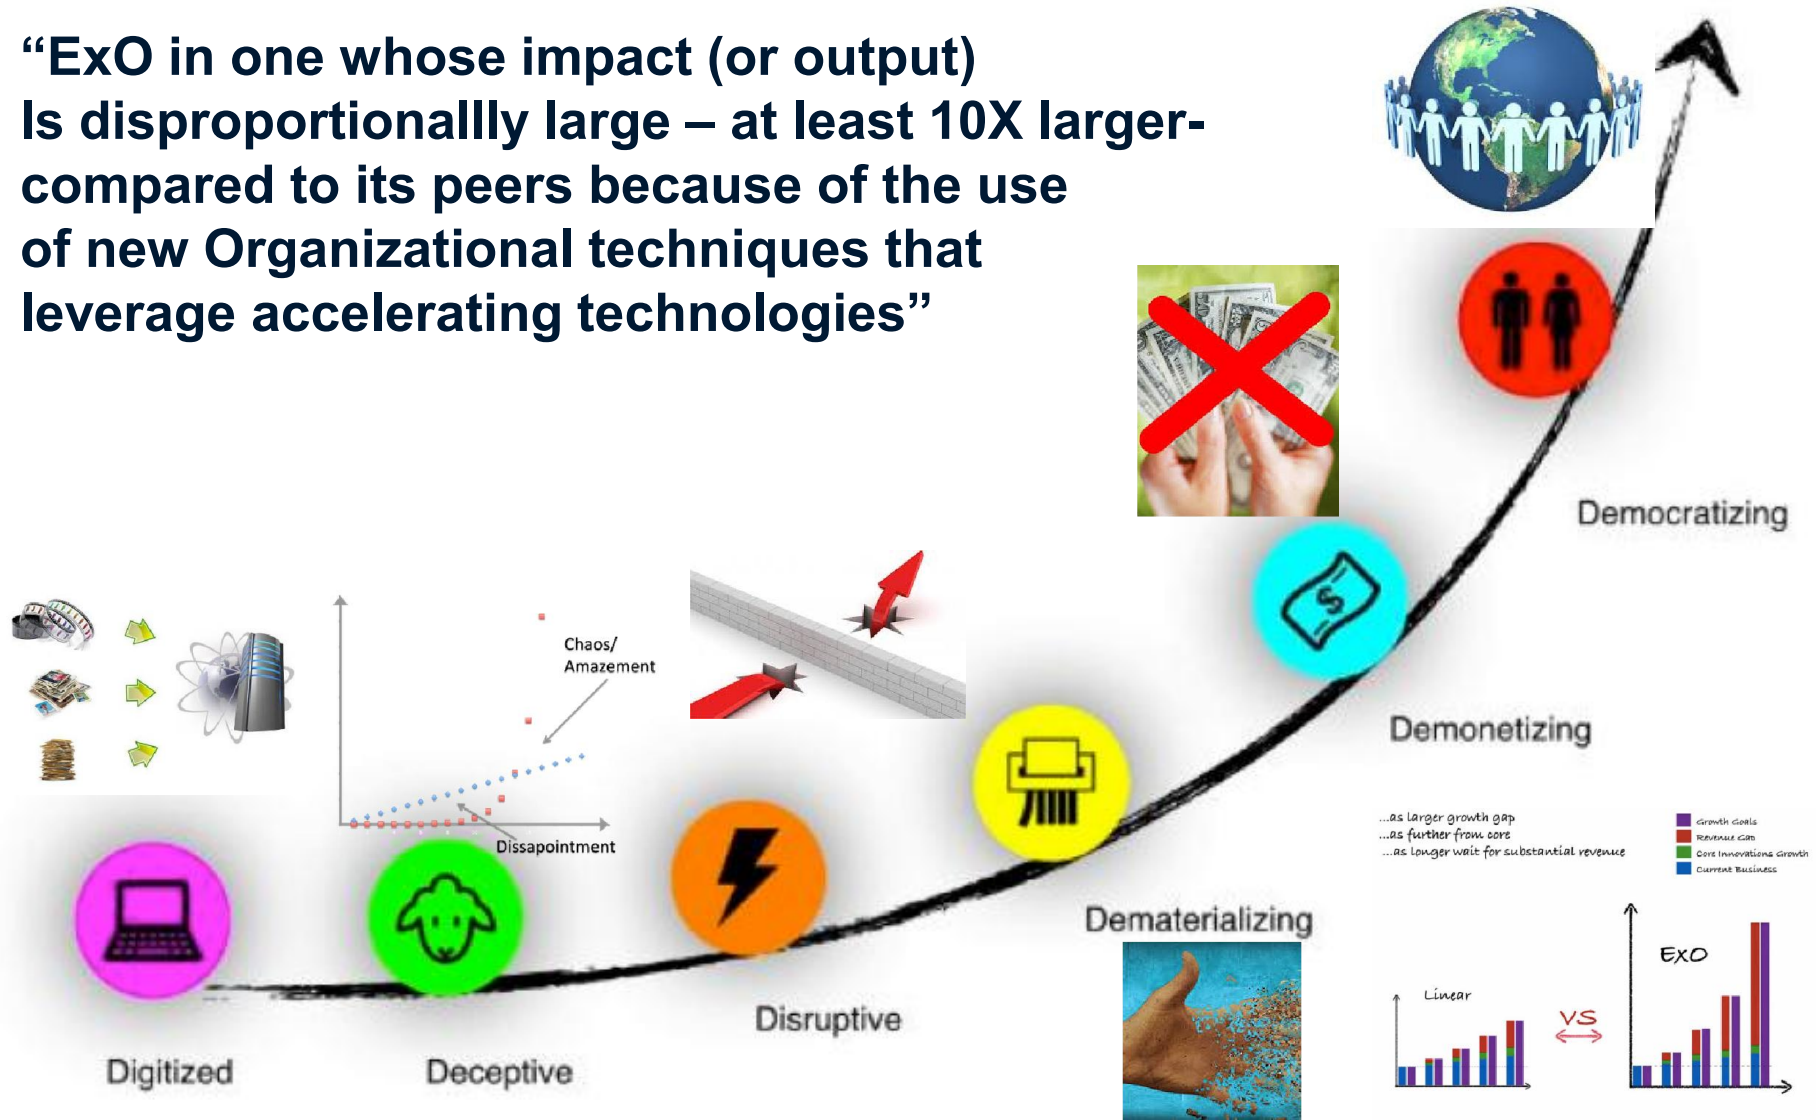 “ExO in one whose impact (or output)
Is disproportionallly large – at least 10X larger-
compared to its peers because of the use
of new Organizational techniques that
leverage accelerating technologies”
Democratizing
Chaos/
Amazement
Dissapointment
Demonetizing
...as larger growth gap
...as further from core
...as longer wait for substantial revenue
Growth Goals
Revenue Gap
Core Innovations Growth
Current Business
Dematerializing
Linear
VS
EXO
Disruptive
Digitized
Deceptive
$